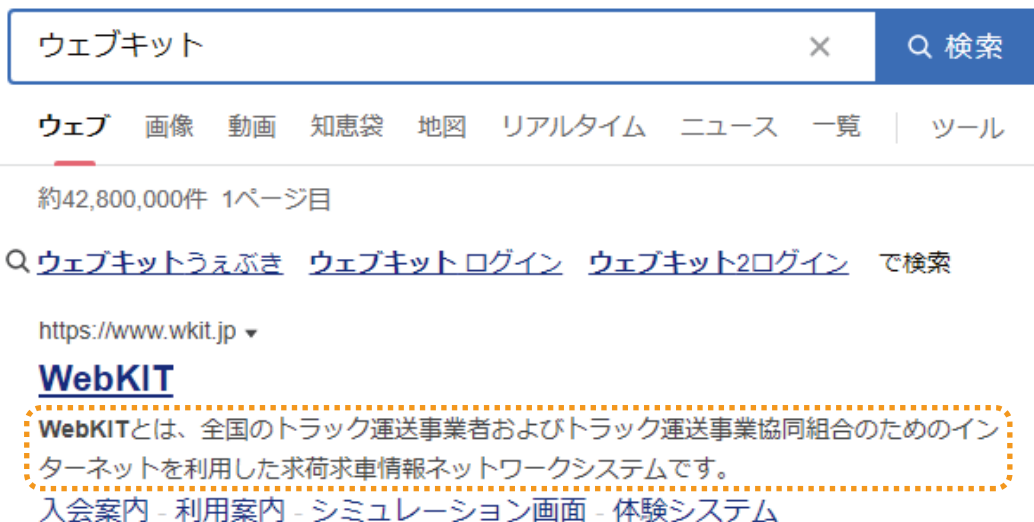 ウェブキット × 検索
ウェブ 画像 動画 知恵袋 地図 リアルタイム ニュース 一覧 ツール
約42,800,000件 1ページ目
ウェブキットうぇぶき ウェブキット ログイン ウェブキット2ログイン で検索
https://www.wkit.jp
WebKIT
WebKITとは、全国のトラック運送事業者およびトラック運送事業協同組合のためのイン
ターネットを利用した求荷求車情報ネットワークシステムです。
入会案内 - 利用案内 - シミュレーション画面 - 体験システム